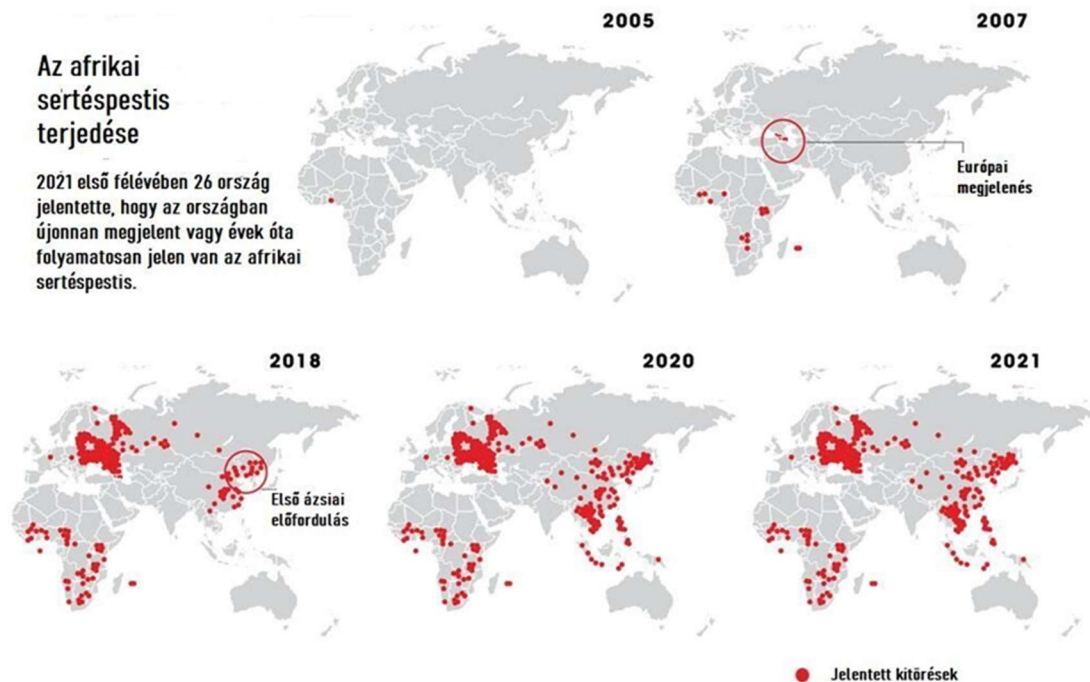 2005
2007
Az afrikai
sertéspestis
terjedése
2021 első félévében 26 ország
jelentette, hogy az országban
újonnan megjelent vagy évek óta
folyamatosan jelen van az afrikai
sertéspestis.
Európai
megjelenés
2018
2020
2021
Első ázsiai
előfordulás
Jelentett kitörések